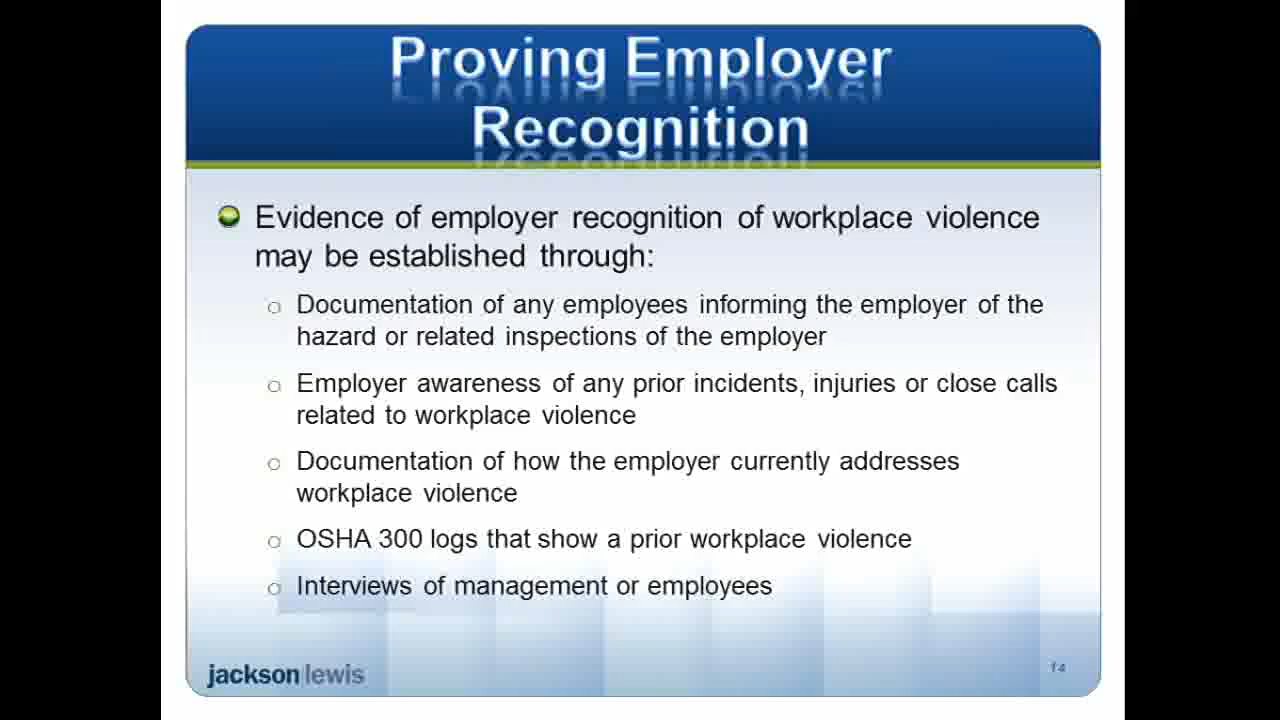 Proving Employer
Recognition
Evidence of employer recognition of workplace violence
may be established through:
Documentation of any employees informing the employer of the
hazard or related inspections of the employer
Employer awareness of any prior incidents, injuries or close calls
related to workplace violence
Documentation of how the employer currently addresses
workplace violence
OSHA 300 logs that show a prior workplace violence
Interviews of management or employees
jackson lewis
14